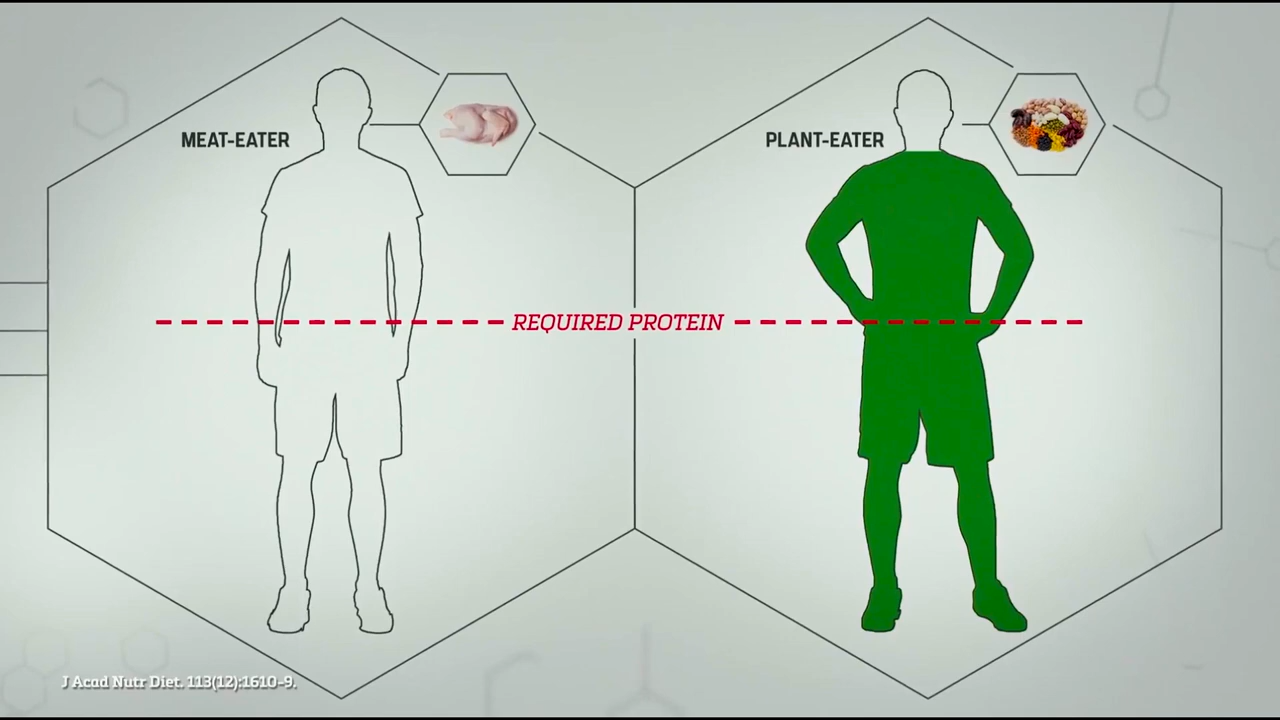 MEAT-EATER
PLANT-EATER
REQUIRED PROTEIN
J Acad Nutr Diet. 113(12):1610-9.